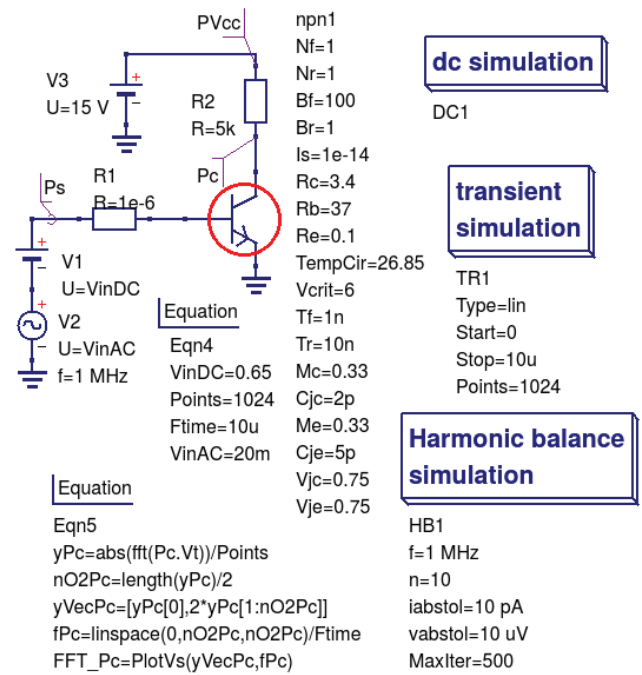 PVcc
V3
U=15 V
R2
R=5k
Pc
Ps
R1
R=1e-6
V1
U=VinDC
V2
U=VinAC
f=1 MHz
npn1
Nf=1
Nr=1
Bf=100
Br=1
Is=1e-14
Rc=3.4
Rb=37
Re=0.1
TempCir=26.85
Vcrit=6
Tf=1n
Tr=10n
Mc=0.33
Cjc=2p
Me=0.33
Cje=5p
Vjc=0.75
Vje=0.75
dc simulation
DC1
transient
simulation
TR1
Type=lin
Start=0
Stop=10u
Points=1024
Equation
Eqn4
VinDC=0.65
Points=1024
Ftime=10u
VinAC=20m
Equation
Eqn5
yPc=abs(fft(Pc.Vt))/Points
nO2Pc=length(yPc)/2
yVecPc=[yPc[0],2*yPc[1:nO2Pc]]
fPc=linspace(0,nO2Pc,nO2Pc)/Ftime
FFT_Pc=PlotVs(yVecPc,fPc)
Harmonic balance
simulation
HB1
f=1 MHz
n=10
iabstol=10 pA
vabstol=10 uV
MaxIter=500